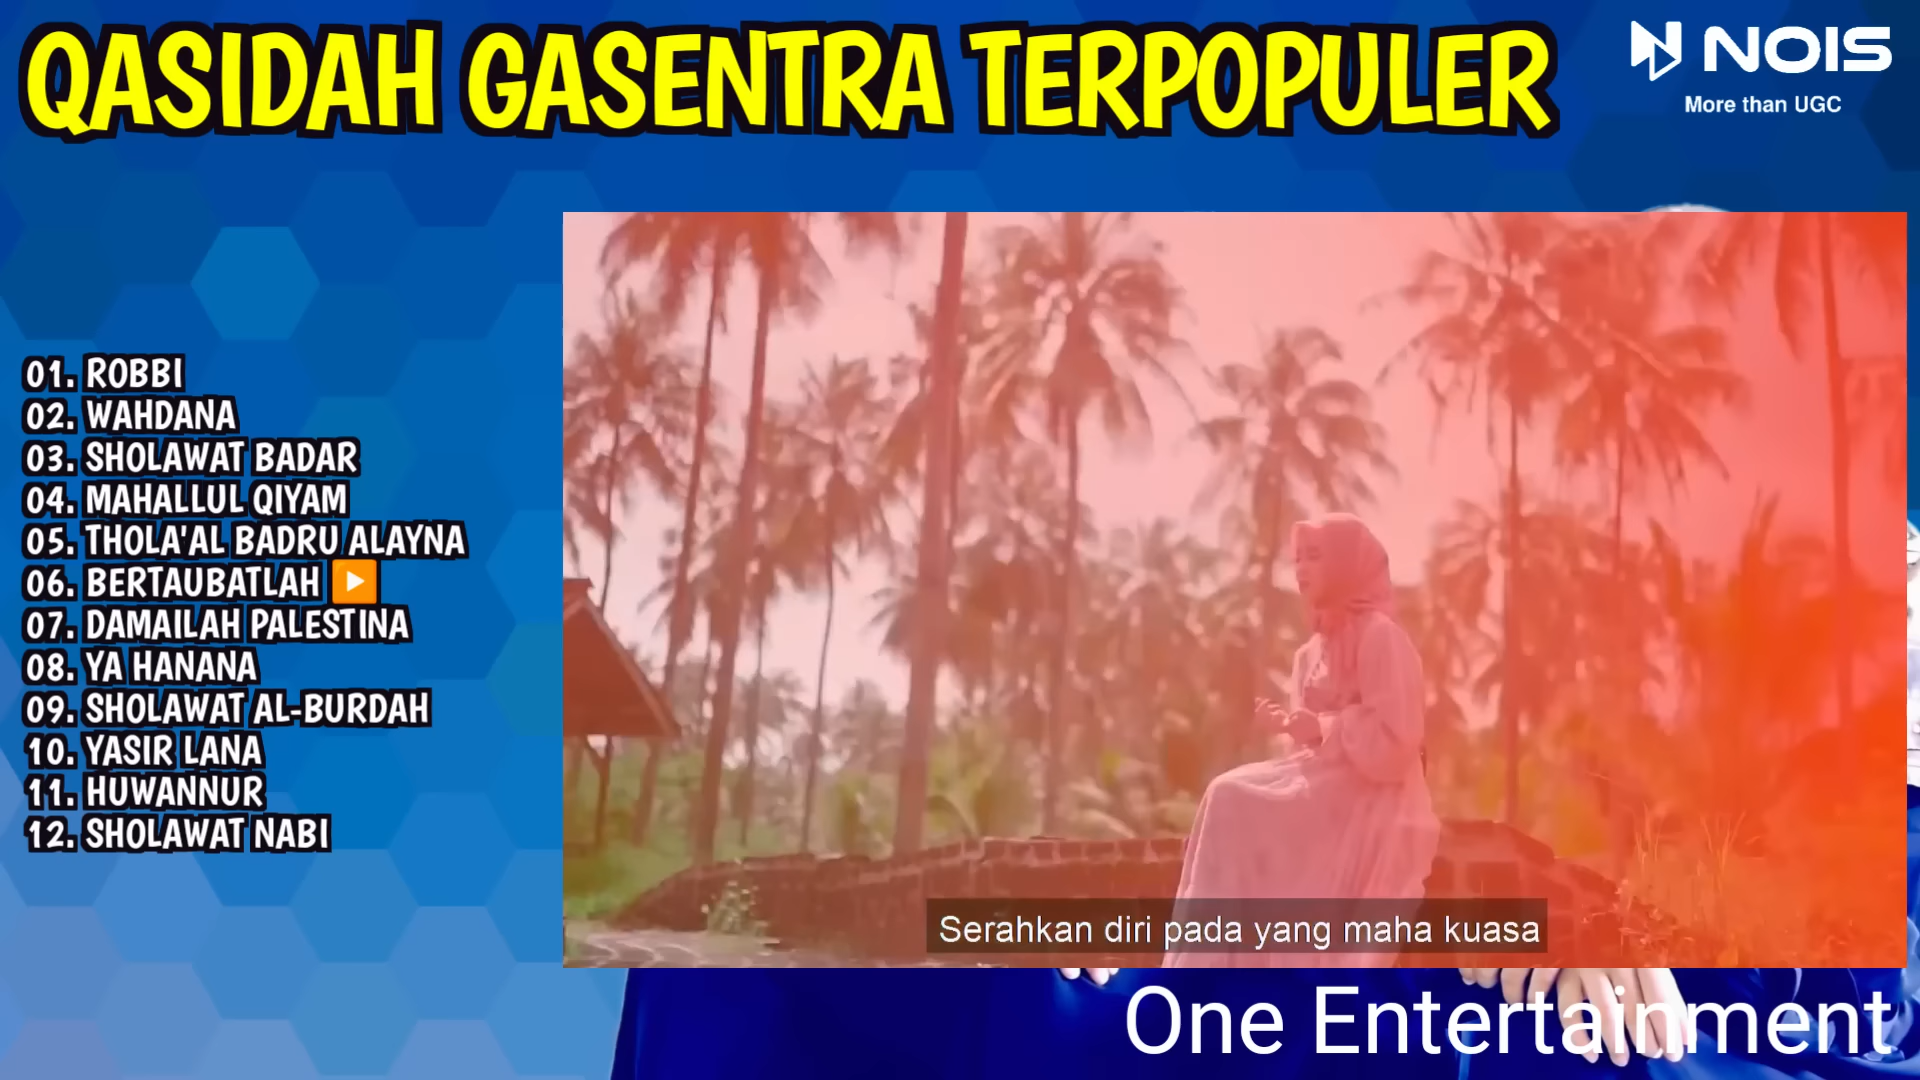 QASIDAH GASENTRA TERPOPULER
NOIS
More than UGC
01. ROBBI
02. WAHDANA
03. SHOLAWAT BADAR
04. MAHALLUL QIYAM
05. THOLA'AL BADRU ALAYNA
06. BERTAUBATLAH
07. DAMAILAH PALESTINA
08. YA HANANA
09. SHOLAWAT AL-BURDAH
10. YASIR LANA
11. HUWANNUR
12. SHOLAWAT NABI
Serahkan diri pada yang maha kuasa
One Entertainment